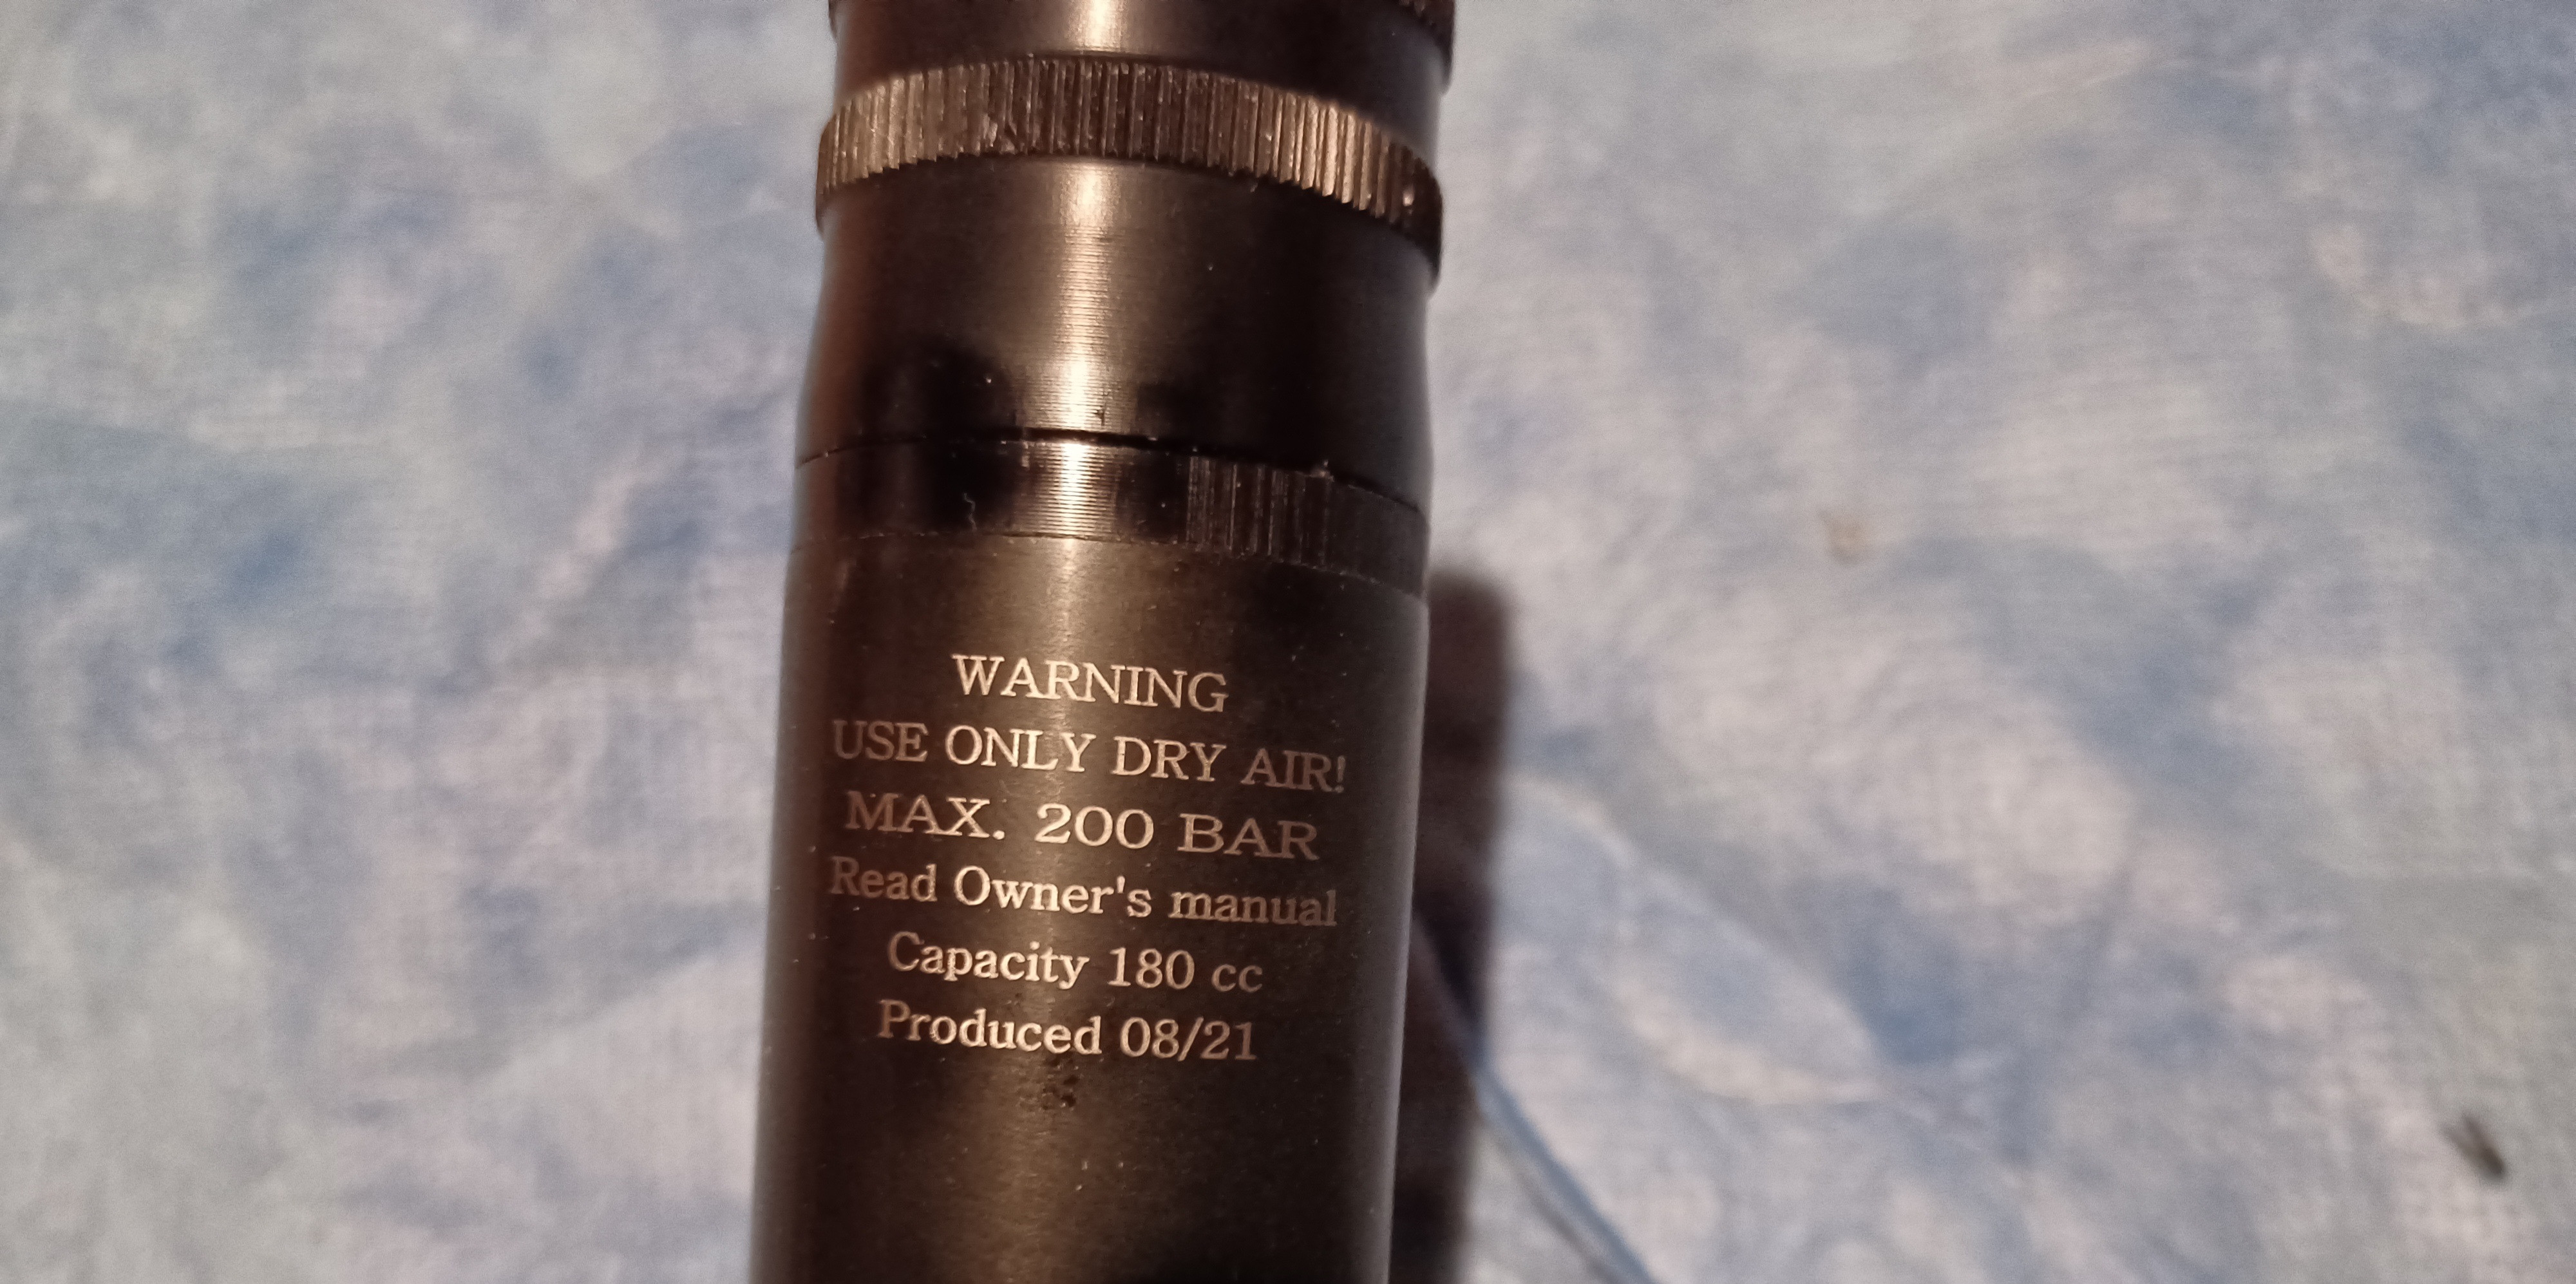 WARNING
USE ONLY DRY AIR!
MAX. 200 BAR
Read Owner's manual
Capacity 180 cc
Produced 08/21